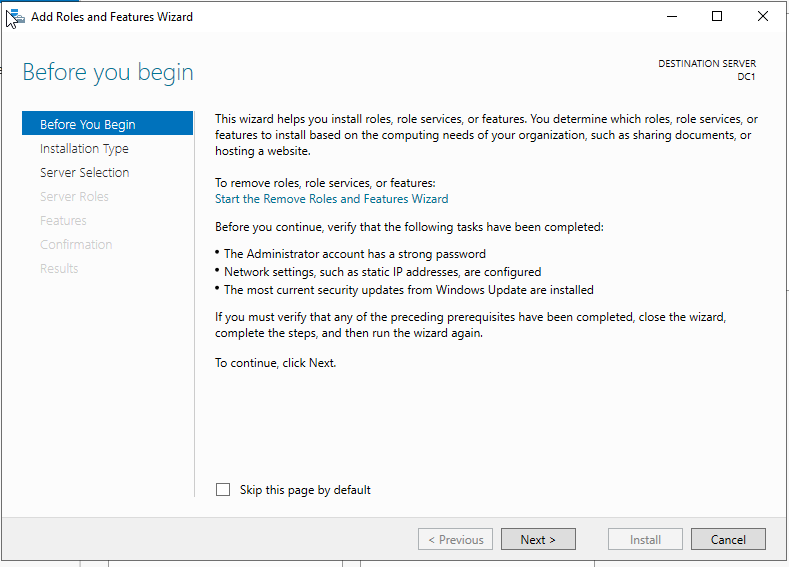 Add Roles and Features Wizard
Before you begin
DESTINATION SERVER
DC1
Before You Begin
Installation Type
Server Selection
Server Roles
Features
Confirmation
Results
This wizard helps you install roles, role services, or features. You determine which roles, role services, or
features to install based on the computing needs of your organization, such as sharing documents, or
hosting a website.
To remove roles, role services, or features:
Start the Remove Roles and Features Wizard
Before you continue, verify that the following tasks have been completed:
• The Administrator account has a strong password
• Network settings, such as static IP addresses, are configured
• The most current security updates from Windows Update are installed
If you must verify that any of the preceding prerequisites have been completed, close the wizard,
complete the steps, and then run the wizard again.
To continue, click Next.
Skip this page by default
< Previous
Next >
Install
Cancel